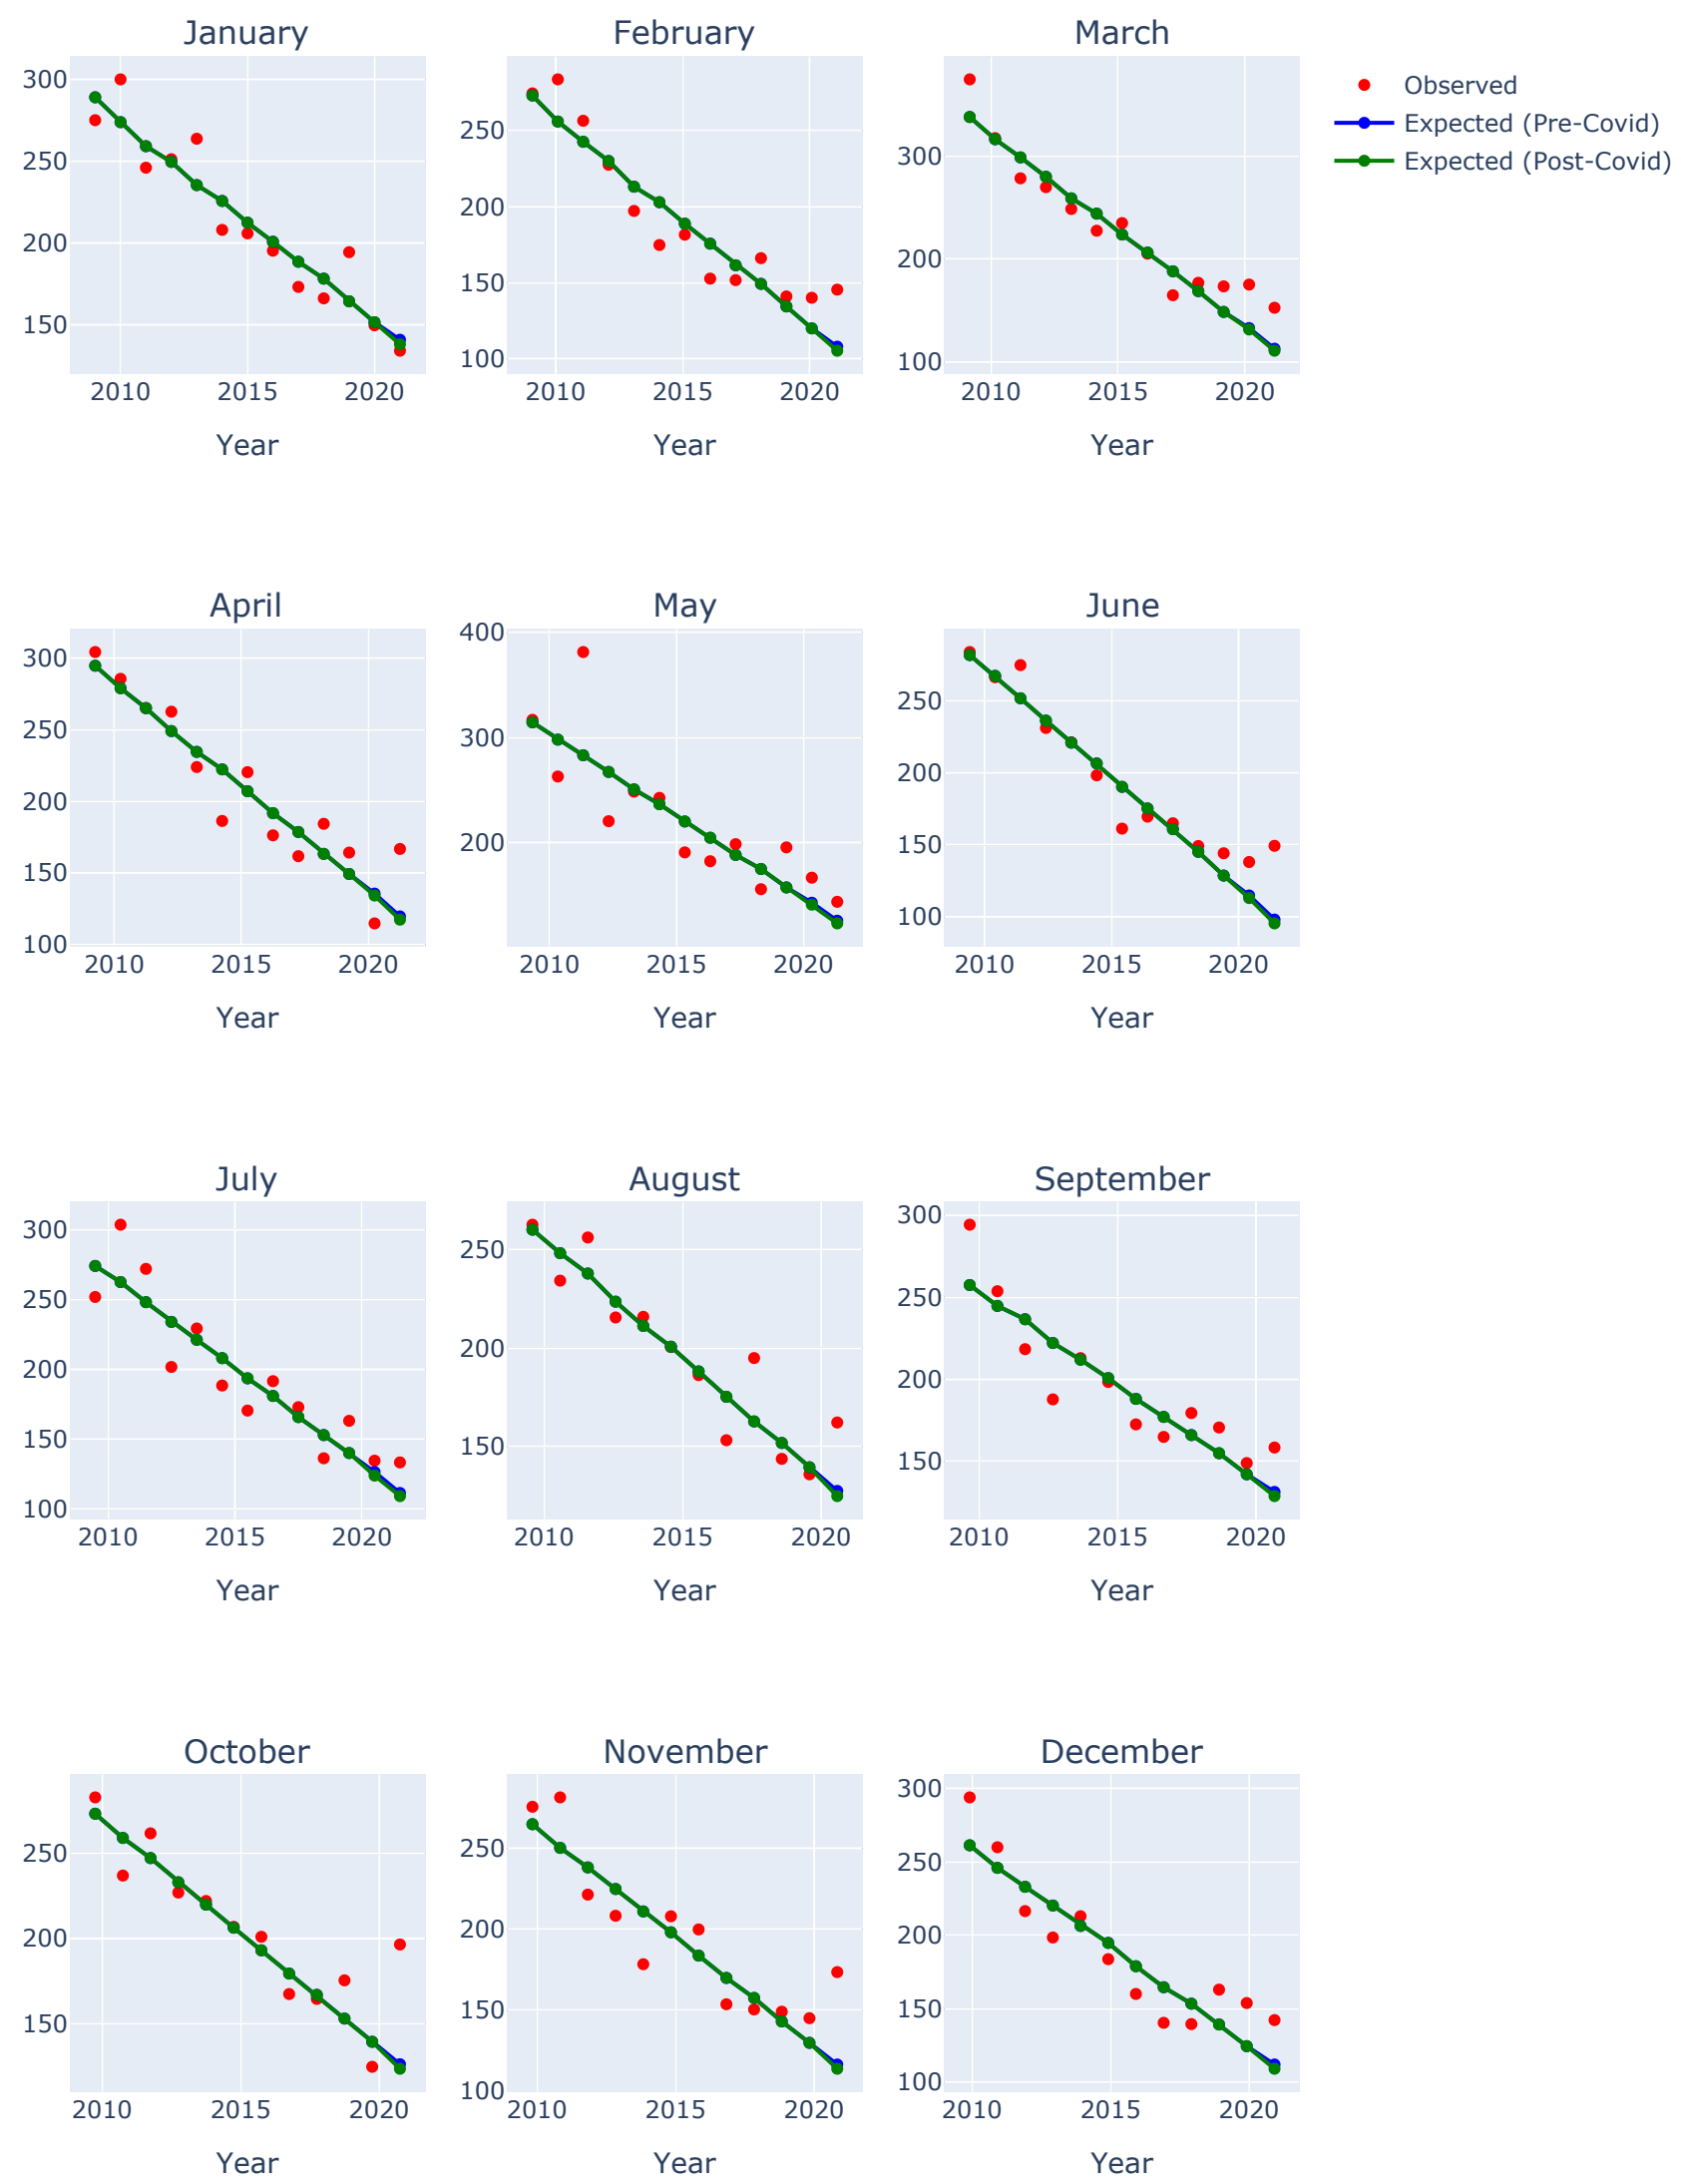 January
February
March
300
250
200
150
2010 2015 2020
Year
250
200
150
100
2010 2015 2020
Year
300
200
100
2010 2015 2020
Year
Observed
Expected (Pre-Covid)
Expected (Post-Covid)
April
May
June
300
250
200
150
100
2010 2015 2020
Year
400
300
200
2010 2015 2020
Year
250
200
150
100
2010 2015 2020
Year
July
August
September
300
250
200
150
100
2010 2015 2020
Year
250
200
150
2010 2015 2020
Year
300
250
200
150
2010 2015 2020
Year
October
November
December
250
200
150
2010 2015 2020
Year
250
200
150
100
2010 2015 2020
Year
300
250
200
150
100
2010 2015 2020
Year